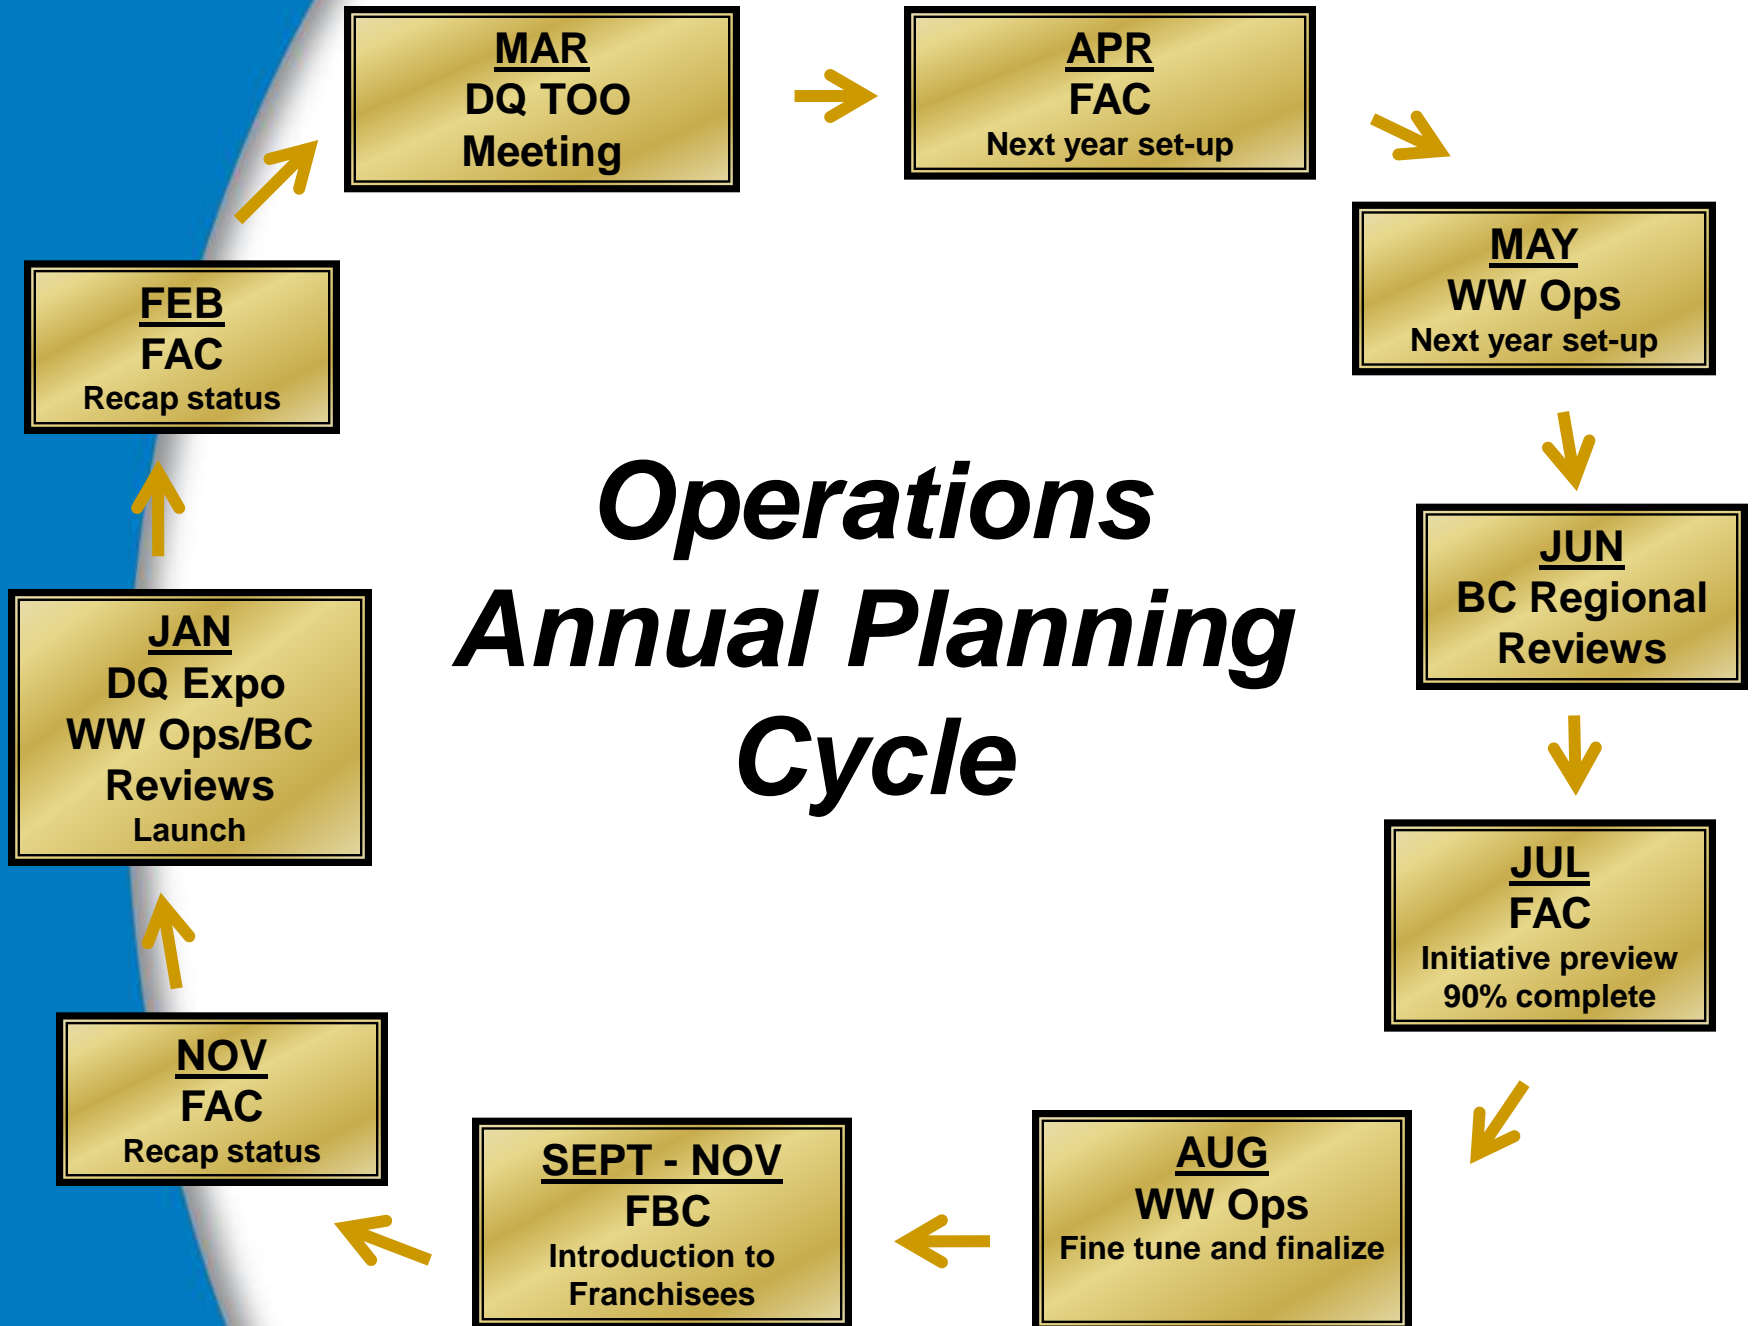 MAR
DQ TOO
Meeting
APR
FAC
Next year set-up
MAY
WW Ops
Next year set-up
JUN
BC Regional
Reviews
JUL
FAC
Initiative preview
90% complete
AUG
WW Ops
Fine tune and finalize
SEPT - NOV
FBC
Introduction to
Franchisees
NOV
FAC
Recap status
JAN
DQ Expo
WW Ops/BC
Reviews
Launch
FEB
FAC
Recap status
Operations
Annual Planning
Cycle